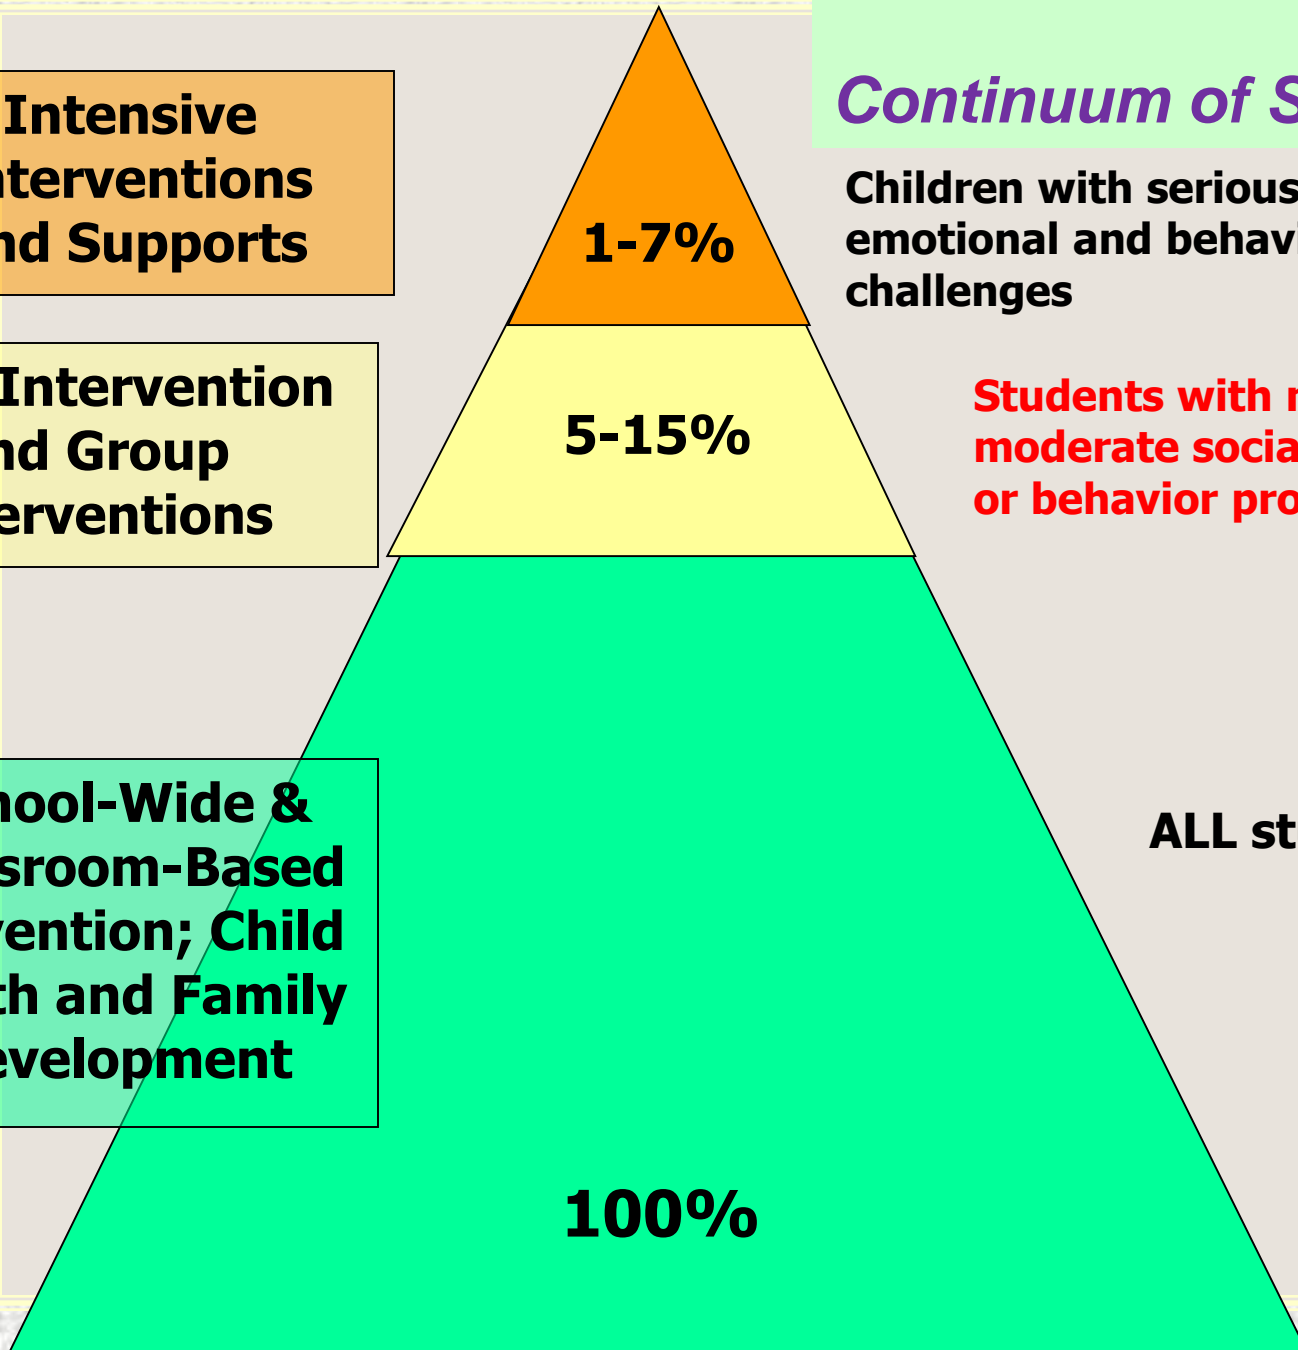 Continuum of S
Intensive
nterventions
nd Supports
1-7%
Children with serious
emotional and behavi
challenges
Intervention
nd Group
erventions
5-15%
Students with
moderate socia
or behavior pro
hool-Wide &
sroom-Based
vention; Child
th and Family
evelopment
ALL st
100%